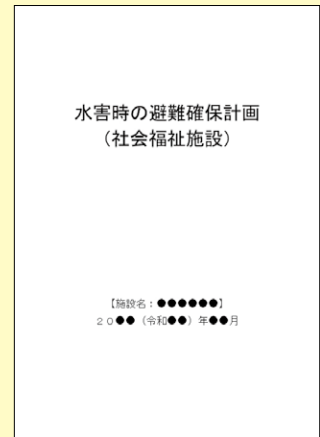 水害時の避難確保計画
（社会福祉施設）
【施設名：●●●●●●】
２０●●（令和●●）年●●月